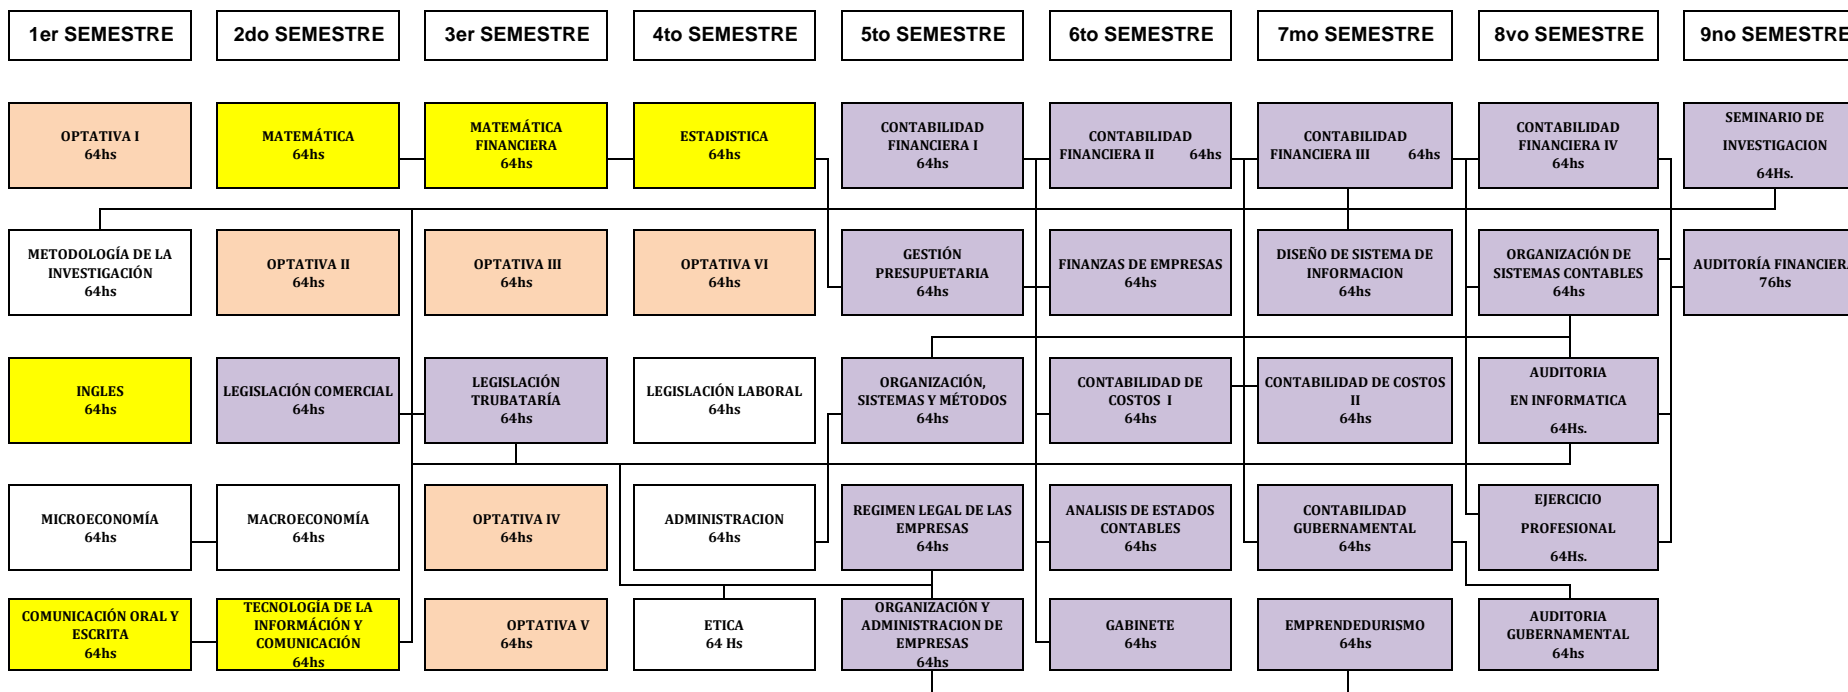 1er SEMESTRE
2do SEMESTRE
3er SEMESTRE
4to SEMESTRE
5to SEMESTRE
6to SEMESTRE
7mo SEMESTRE
8vo SEMESTRE
9no SEMESTRE
OPTATIVA I
64hs
MATEMÁTICA
64hs
MATEMÁTICA
FINANCIERA
64hs
ESTADISTICA
64hs
CONTABILIDAD
FINANCIERA I
64hs
CONTABILIDAD
FINANCIERA II 64hs
CONTABILIDAD
FINANCIERA III 64hs
CONTABILIDAD
FINANCIERA IV
64hs
SEMINARIO DE
INVESTIGACION
64Hs.
METODOLOGÍA DE LA
INVESTIGACIÓN
64hs
OPTATIVA II
64hs
OPTATIVA III
64hs
OPTATIVA VI
64hs
GESTIÓN
PRESUPUETARIA
64hs
FINANZAS DE EMPRESAS
64hs
DISEÑO DE SISTEMA DE
INFORMACION
64hs
ORGANIZACIÓN DE
SISTEMAS CONTABLES
64hs
AUDITORÍA FINANCIERA
76hs
INGLES
64hs
LEGISLACIÓN COMERCIAL
64hs
LEGISLACIÓN
TRUBATARÍA
64hs
LEGISLACIÓN LABORAL
64hs
ORGANIZACIÓN,
SISTEMAS Y MÉTODOS
64hs
CONTABILIDAD DE
COSTOS I
64hs
CONTABILIDAD DE COSTOS
II
64hs
AUDITORIA
EN INFORMATICA
64Hs.
MICROECONOMÍA
64hs
MACROECONOMÍA
64hs
OPTATIVA IV
64hs
ADMINISTRACION
64hs
REGIMEN LEGAL DE LAS
EMPRESAS
64hs
ANALISIS DE ESTADOS
CONTABLES
64hs
CONTABILIDAD
GUBERNAMENTAL
64hs
EJERCICIO
PROFESIONAL
64Hs.
COMUNICACIÓN ORAL Y
ESCRITA
64hs
TECNOLOGÍA DE LA
INFORMÁCIÓN Y
COMUNICACIÓN
64hs
OPTATIVA V
64hs
ETICA
64 Hs
ORGANIZACIÓN Y
ADMINISTRACION DE
EMPRESAS
64hs
GABINETE
64hs
EMPRENDEDURISMO
64hs
AUDITORIA
GUBERNAMENTAL
64hs